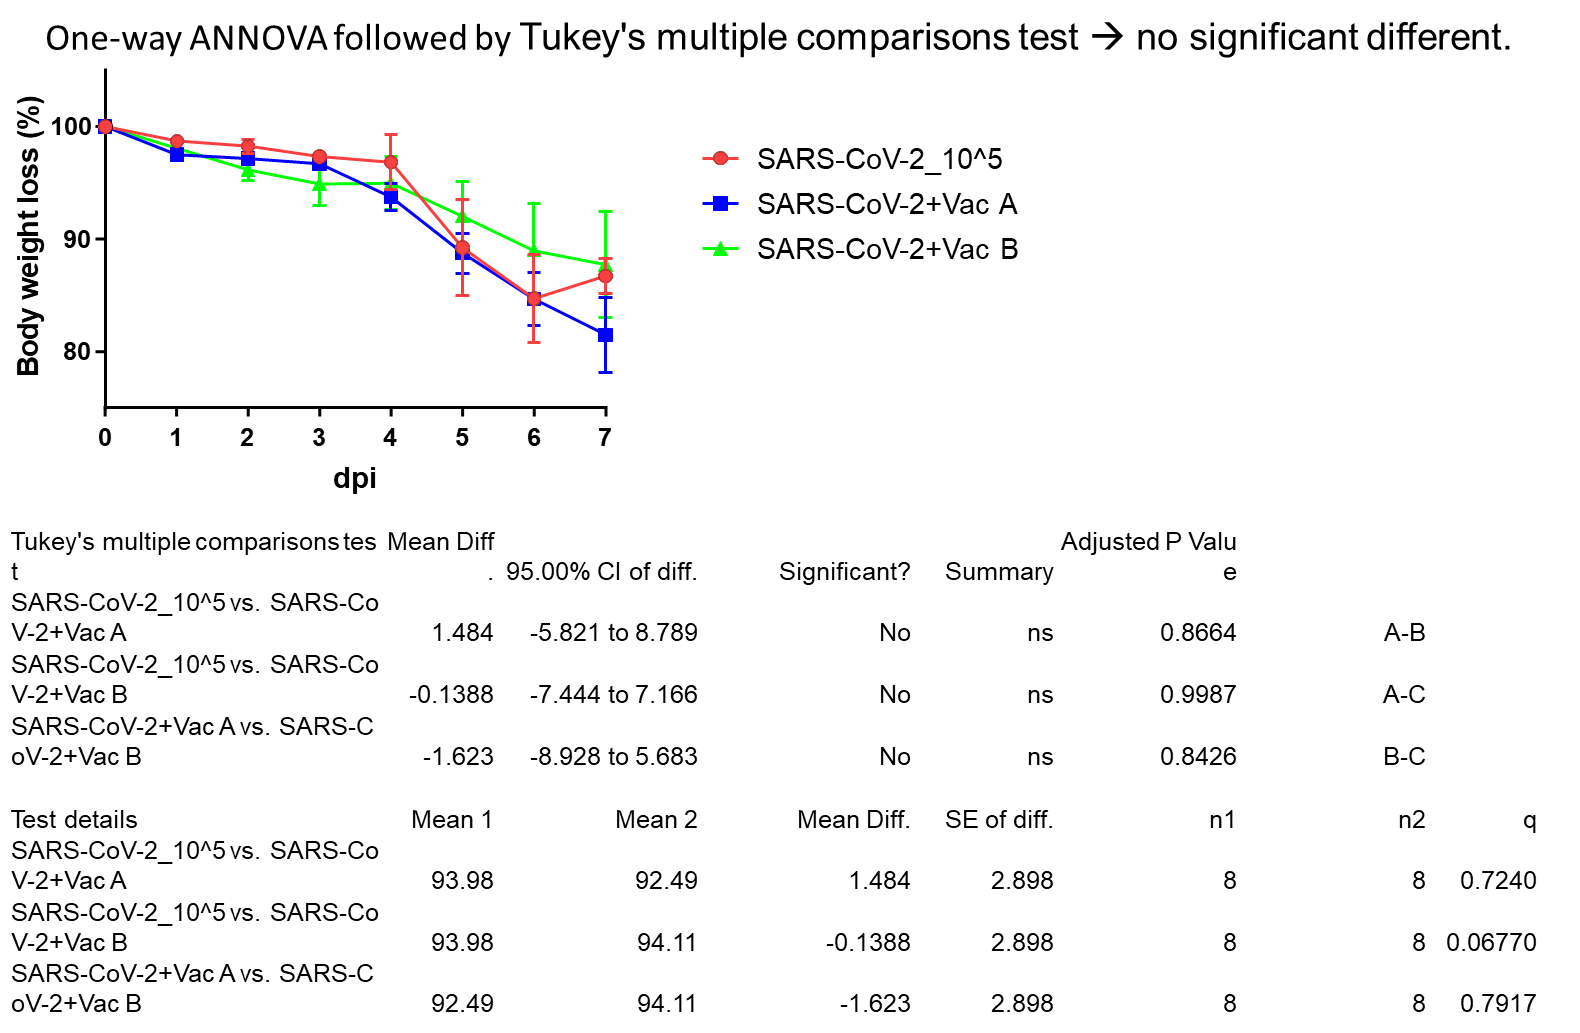 One-way ANNOVA followed by Tukey's multiple comparisons test → no significant different.
Body weight loss (%)
100
90
80
0 1 2 3 4 5 6 7
dpi
SARS-CoV-2_10^5
SARS-CoV-2+Vac A
SARS-CoV-2+Vac B
Tukey's multiple comparisons tes Mean Diff Adjusted P Valu
t . 95.00% CI of diff. Significant? Summary e
SARS-CoV-2_10^5 vs. SARS-Co
V-2+Vac A 1.484 -5.821 to 8.789 No ns 0.8664 A-B
SARS-CoV-2_10^5 vs. SARS-Co
V-2+Vac B -0.1388 -7.444 to 7.166 No ns 0.9987 A-C
SARS-CoV-2+Vac A vs. SARS-C
oV-2+Vac B -1.623 -8.928 to 5.683 No ns 0.8426 B-C
Test details Mean 1 Mean 2 Mean Diff. SE of diff. n1 n2 q
SARS-CoV-2_10^5 vs. SARS-Co
V-2+Vac A 93.98 92.49 1.484 2.898 8 8 0.7240
SARS-CoV-2_10^5 vs. SARS-Co
V-2+Vac B 93.98 94.11 -0.1388 2.898 8 8 0.06770
SARS-CoV-2+Vac A vs. SARS-C
oV-2+Vac B 92.49 94.11 -1.623 2.898 8 8 0.7917